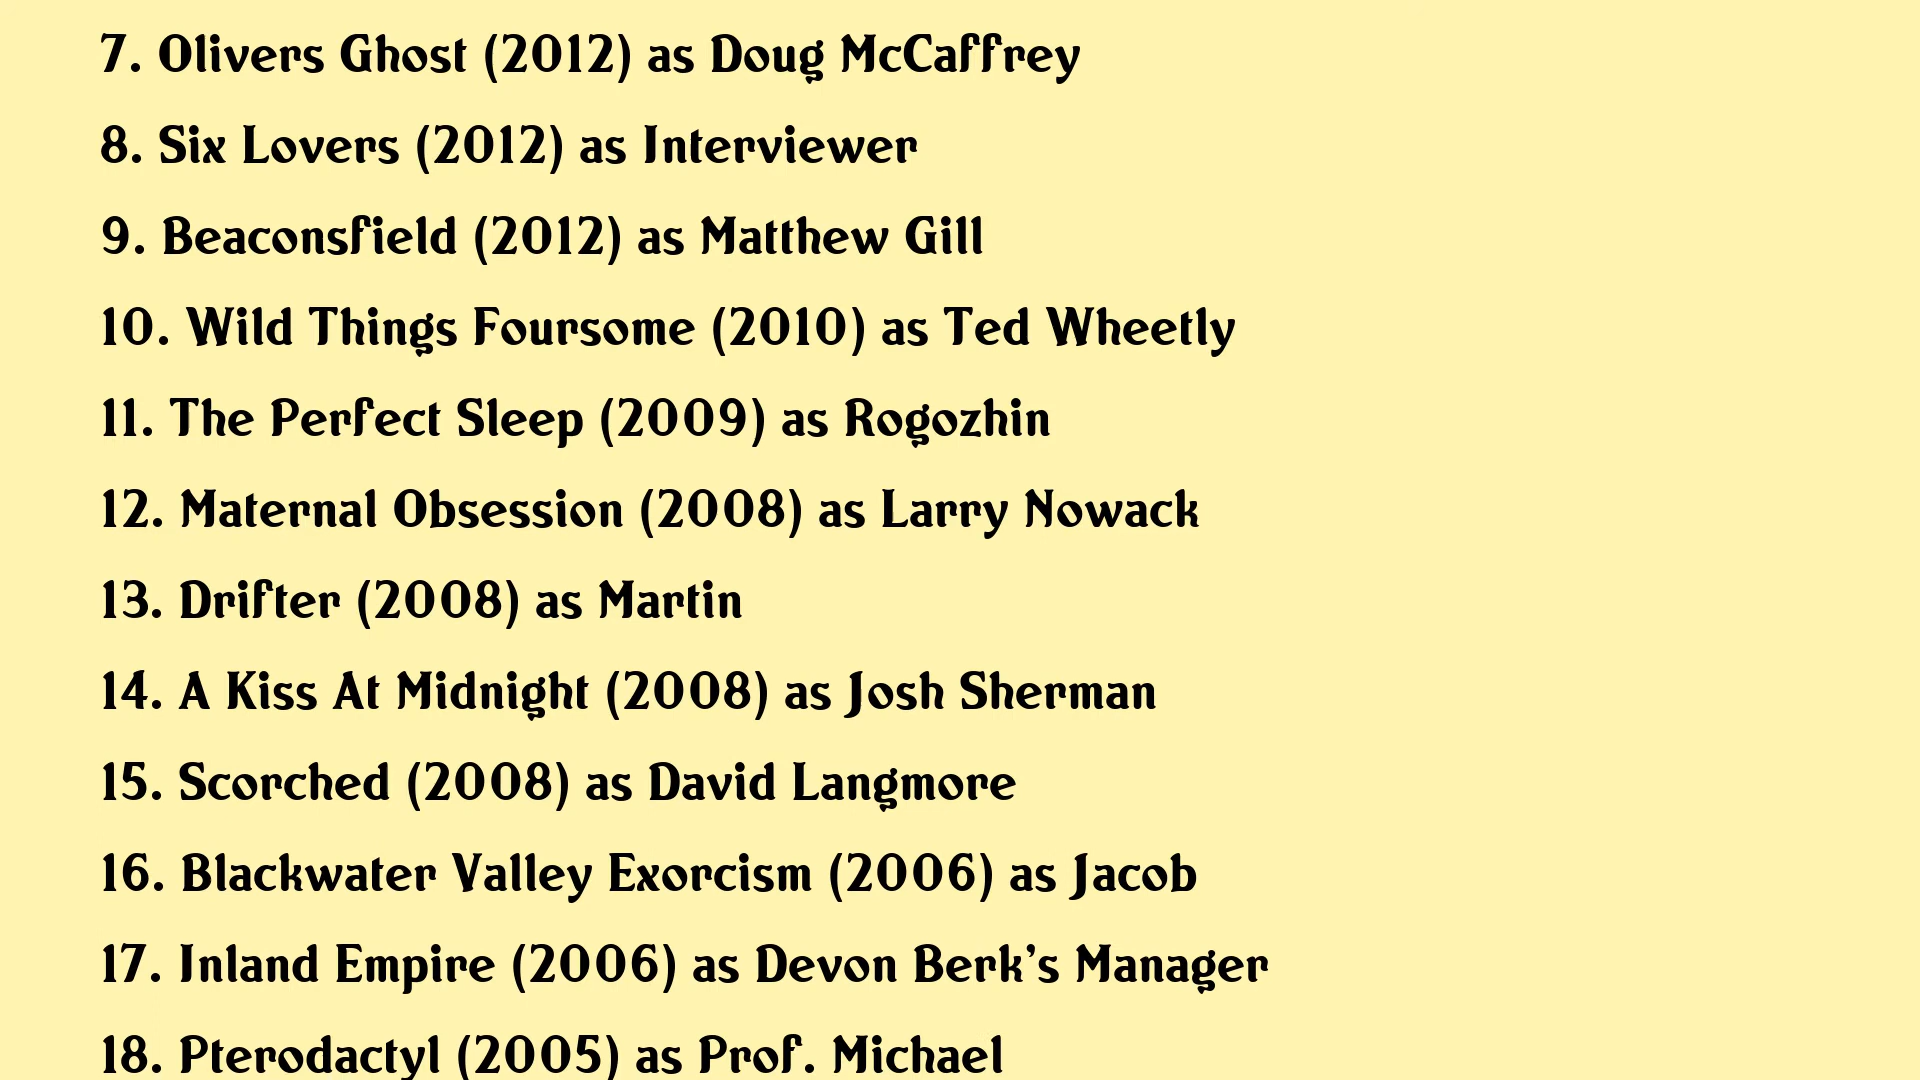 7. Olivers Ghost (2012) as Doug McCaffrey
8. Six Lovers (2012) as Interviewer
9. Beaconsfield (2012) as Matthew Gill
10. Wild Things Foursome (2010) as Ted Wheetly
11. The Perfect Sleep (2009) as Rogozhin
12. Maternal Obsession (2008) as Larry Nowack
13. Drifter (2008) as Martin
14. A Kiss At Midnight (2008) as Josh Sherman
15. Scorched (2008) as David Langmore
16. Blackwater Valley Exorcism (2006) as Jacob
17. Inland Empire (2006) as Devon Berk’s Manager
18. Pterodactyl (2005) as Prof. Michael